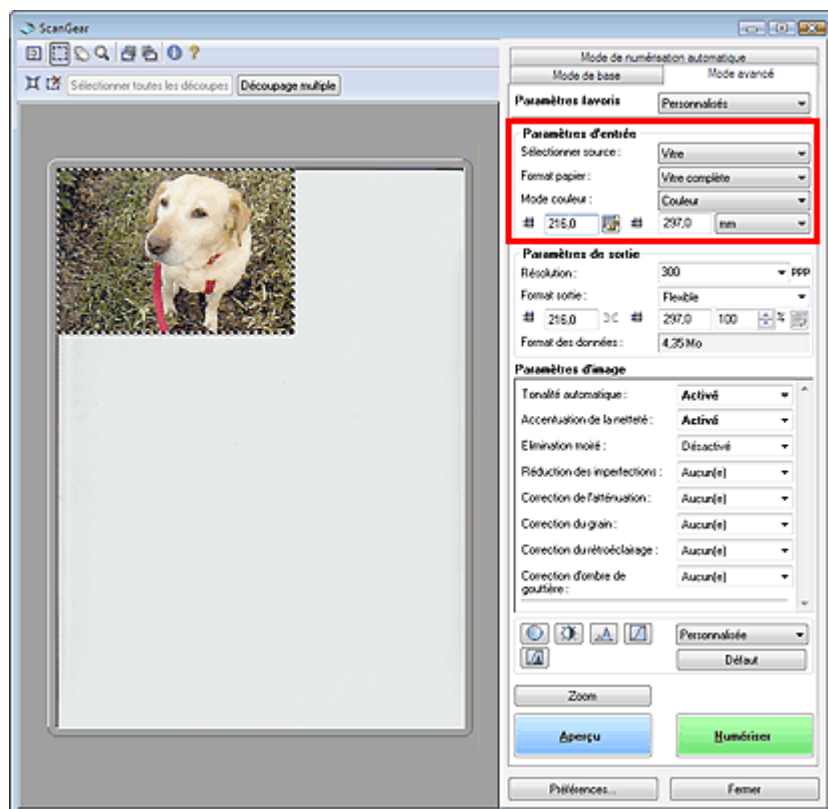 ScanGear
Sélectionner toutes les découpes Découpage multiple
Mode de numérisation automatique
Mode de base Mode avancé
Paramètres favoris Personnalisés
Paramètres d'entrée
Sélectionner source : Vitre
Format papier : Vitre complète
Mode couleur : Couleur
216,0 297,0 mm
Paramètres de sortie
Résolution : 300 ppp
Format sortie : Flexible
216,0 297,0 100 %
Format des données : 4,35 Mo
Paramètres d'image
Tonalité automatique : Activé
Accentuation de la netteté : Activé
Elimination moiré : Désactivé
Réduction des imperfections : Aucun(e)
Correction de l'atténuation : Aucun(e)
Correction du grain : Aucun(e)
Correction du rétroéclairage : Aucun(e)
Correction d'ombre de gouttière : Aucun(e)
Personnalisée
Défaut
Zoom
Aperçu Numériser
Préférences... Fermer